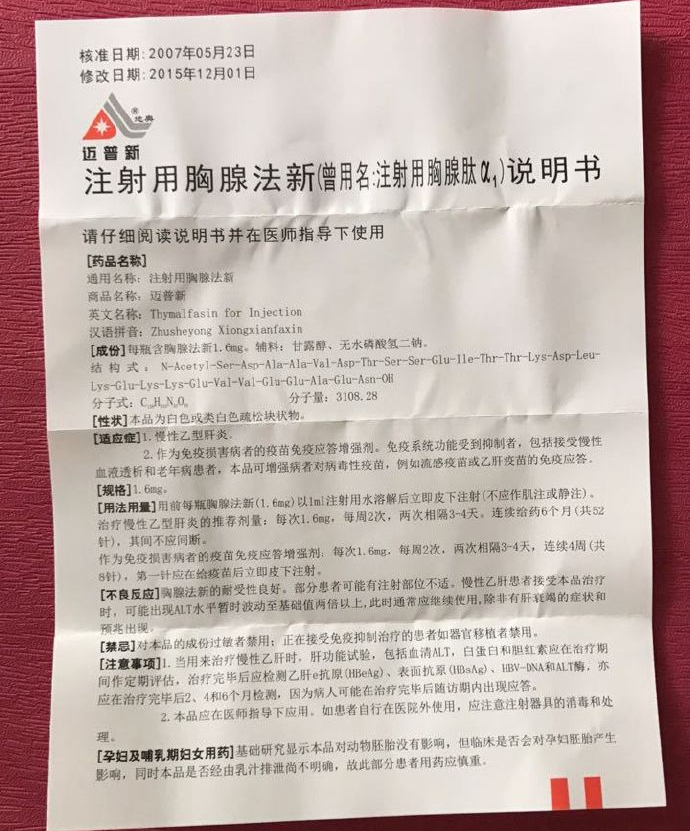 核准日期:2007年05月23日
修改日期:2015年12月01日
®
地奥
迈普新
注射用胸腺法新(曾用名:注射用胸腺肽α₁)说明书
请仔细阅读说明书并在医师指导下使用
[药品名称]
通用名称：注射用胸腺法新
商品名称：迈普新
英文名称：Thymalfasin for Injection
汉语拼音：Zhusheyong Xiongxianfaxin
[成份]每瓶含胸腺法新1.6mg。辅料：甘露醇、无水磷酸氢二钠。
结构式：N-Acetyl-Ser-Asp-Ala-Ala-Val-Asp-Thr-Ser-Ser-Glu-Ile-Thr-Thr-Lys-Asp-Leu-
Lys-Glu-Lys-Lys-Glu-Val-Val-Glu-Glu-Ala-Glu-Asn-OH
分子式： 分子量：3108.28
[性状]本品为白色或类白色疏松块状物。
[适应症]1.慢性乙型肝炎。
2.作为免疫损害病者的疫苗免疫应答增强剂。免疫系统功能受到抑制者，包括接受慢性
血液透析和老年病患者，本品可增强病者对病毒性疫苗，例如流感疫苗或乙肝疫苗的免疫应答。
[规格]1.6mg。
[用法用量]用前每瓶胸腺法新(1.6mg)以1ml注射用水溶解后立即皮下注射(不应作肌注或静注)。
治疗慢性乙型肝炎的推荐剂量：每次1.6mg，每周2次，两次相隔3-4天。连续给药6个月(共52
针)，其间不应间断。
作为免疫损害病者的疫苗免疫应答增强剂：每次1.6mg，每周2次，两次相隔3-4天，连续4周(共
8针)，第一针应在给疫苗后立即皮下注射。
[不良反应]胸腺法新的耐受性良好。部分患者可能有注射部位不适。慢性乙肝患者接受本品治疗
时，可能出现ALT水平暂时波动至基础值两倍以上,此时通常应继续使用,除非有肝衰竭的症状和
预兆出现。
[禁忌]对本品的成份过敏者禁用；正在接受免疫抑制治疗的患者如器官移植者禁用。
[注意事项]1.当用来治疗慢性乙肝时，肝功能试验，包括血清ALT，白蛋白和胆红素应在治疗期
间作定期评估，治疗完毕后应检测乙肝e抗原(HBeAg)、表面抗原(HBsAg)、HBV-DNA和ALT酶，亦
应在治疗完毕后2、4和6个月检测，因为病人可能在治疗完毕后随访期内出现应答。
2.本品应在医师指导下应用。如患者自行在医院外使用，应注意注射器具的消毒和处
理。
[孕妇及哺乳期妇女用药]基础研究显示本品对动物胚胎没有影响，但临床是否会对孕妇胚胎产生
影响，同时本品是否经由乳汁排泄尚不明确，故此部分患者用药应慎重。